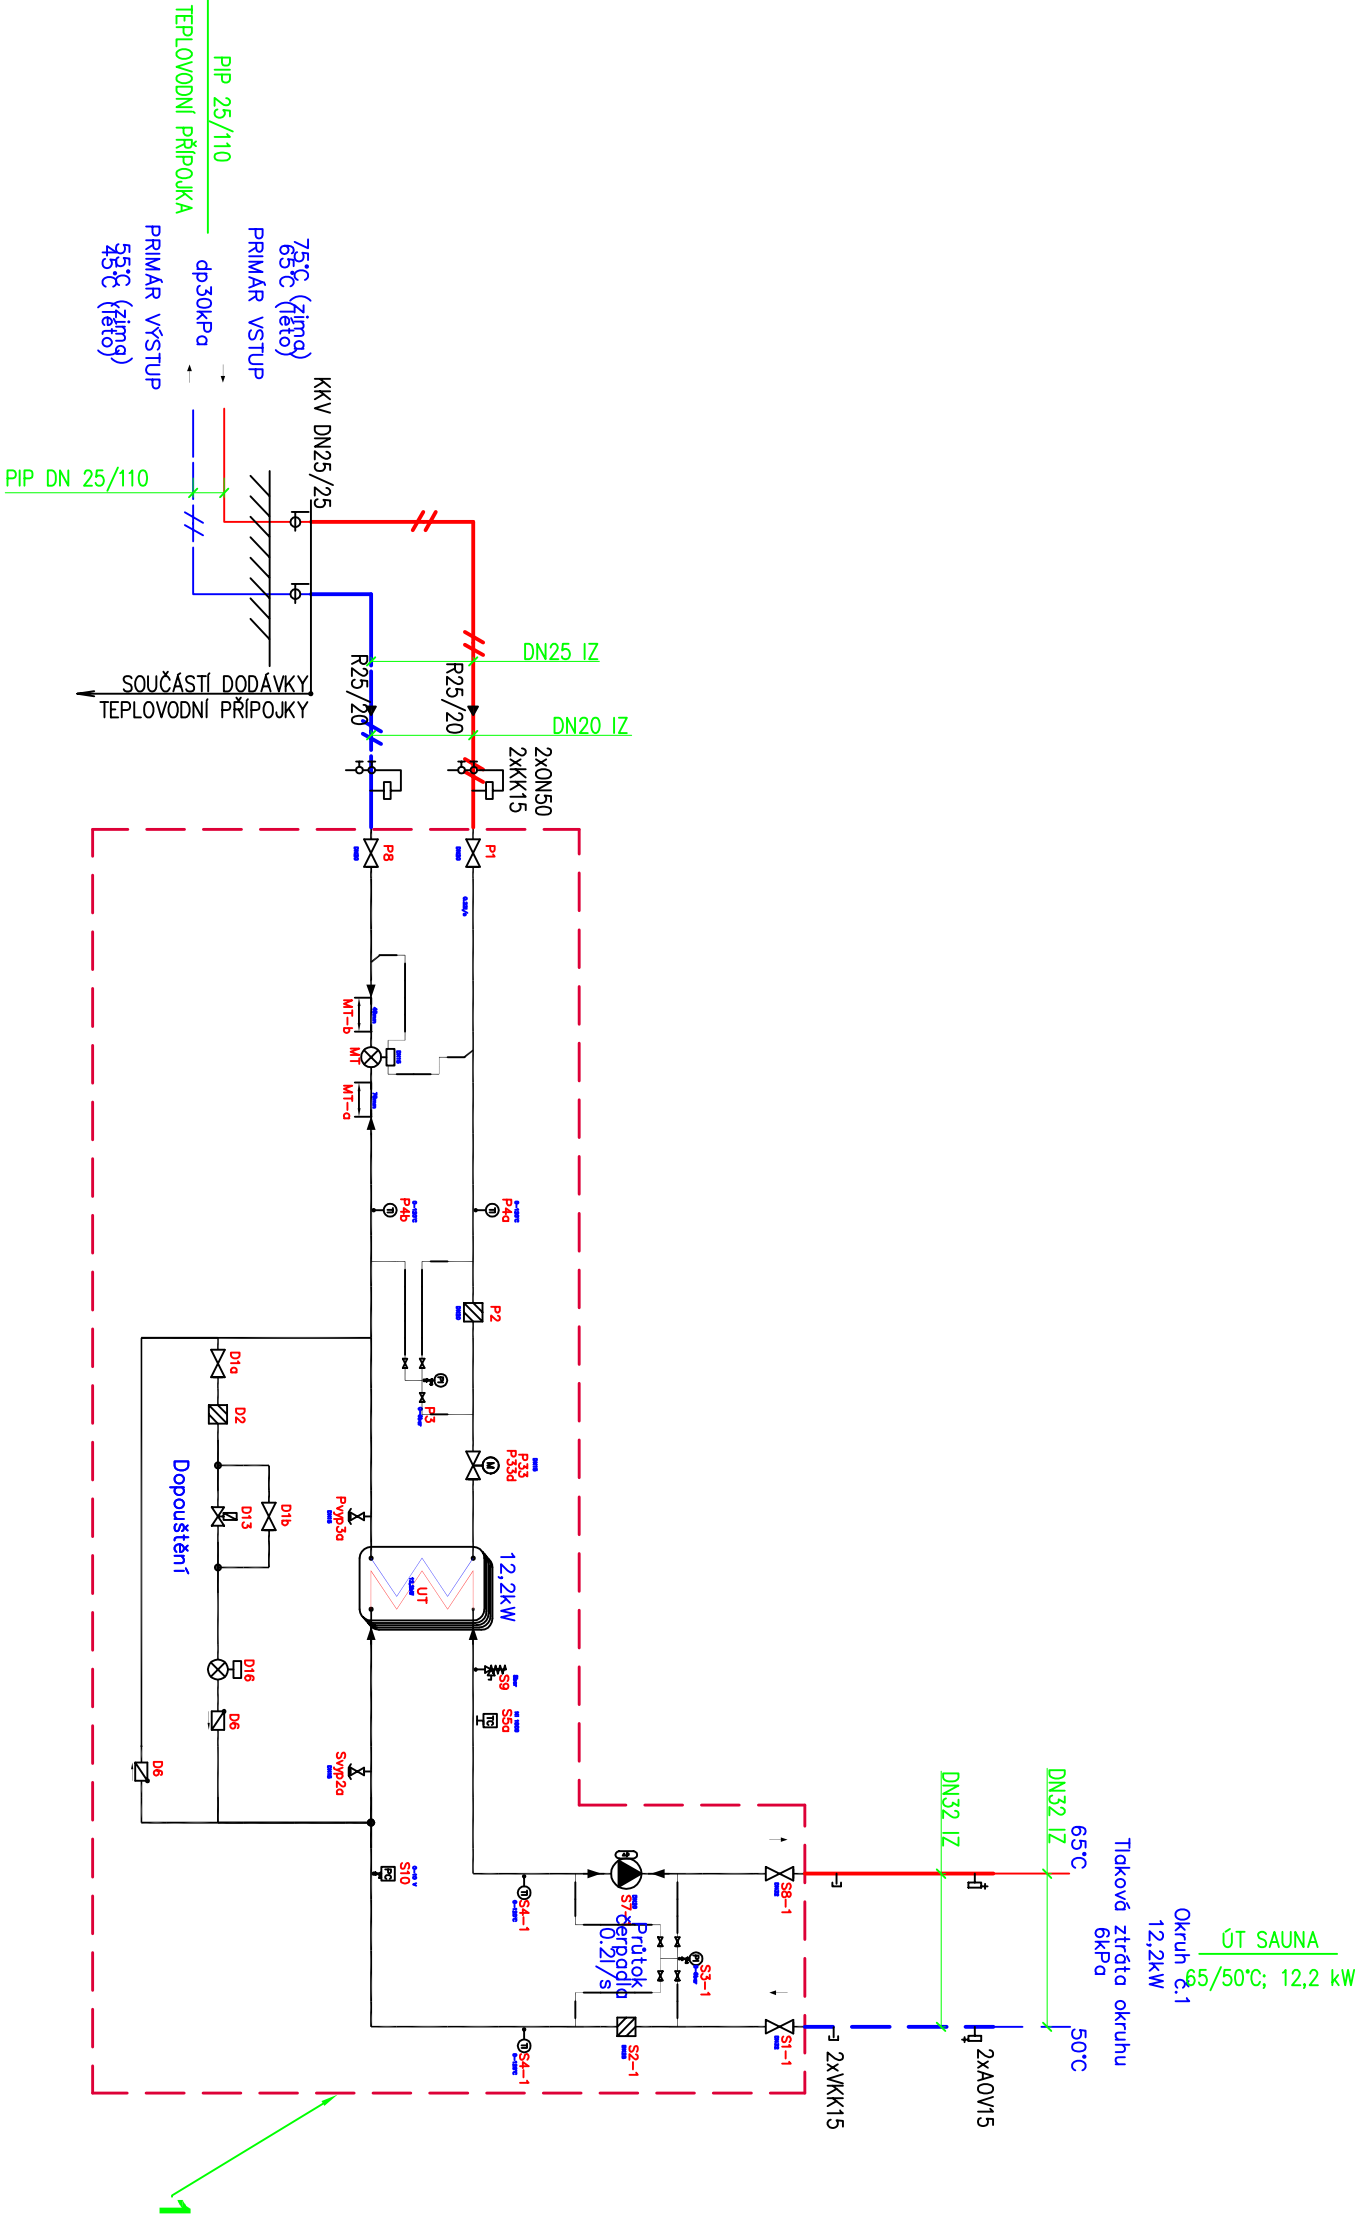 PIP 25/110
TEPLOVODNÍ PŘÍPOJKA
75°C (zima)
65°C (léto)
PRIMÁR VSTUP
dp30kPa
PRIMÁR VÝSTUP
55°C (zima)
45°C (léto)
KKV DN25/25
PIP DN 25/110
SOUČÁSTÍ DODÁVKY
TEPLOVODNÍ PŘÍPOJKY
DN25 IZ
R25/20
R25/20
DN20 IZ
2xON50
2xKK15
P8
P1
MT-b
MT
MT-a
P4b
P4a
P2
P3
P33
P33d
D1a
D2
D1b
D13
Dopouštění
D16
D6
D6
Pvyp3a
12,2kW
UT
S9
S5a
TC
Svyp2a
S10
PC
S4-1
S7-
Průtok
čerpadla
0.2l/s
S8-1
S3-1
S4-1
S2-1
S1-1
DN32 IZ
DN32 IZ
65°C
50°C
Tlaková ztráta okruhu
6kPa
Okruh č.1
12,2kW
ÚT SAUNA
65/50°C; 12,2 kW
2xVKK15
2xAOV15
1